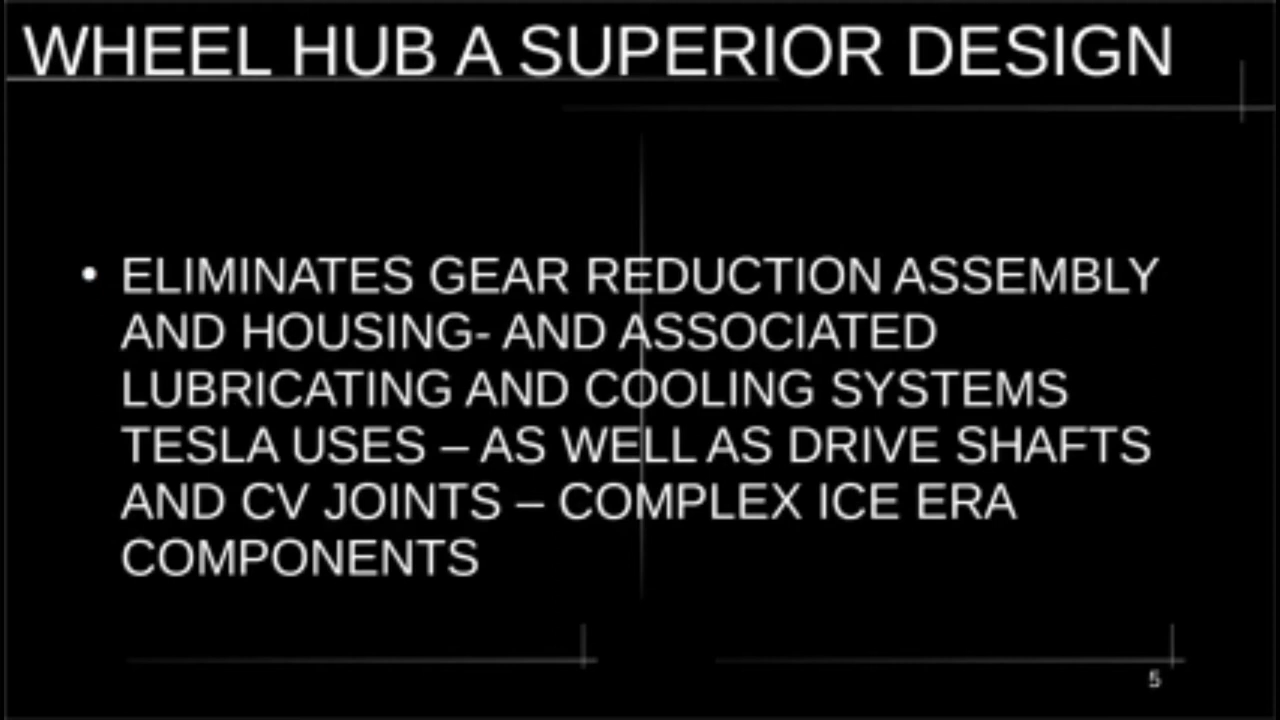 WHEEL HUB A SUPERIOR DESIGN
• ELIMINATES GEAR REDUCTION ASSEMBLY
AND HOUSING- AND ASSOCIATED
LUBRICATING AND COOLING SYSTEMS
TESLA USES – AS WELL AS DRIVE SHAFTS
AND CV JOINTS – COMPLEX ICE ERA
COMPONENTS
5